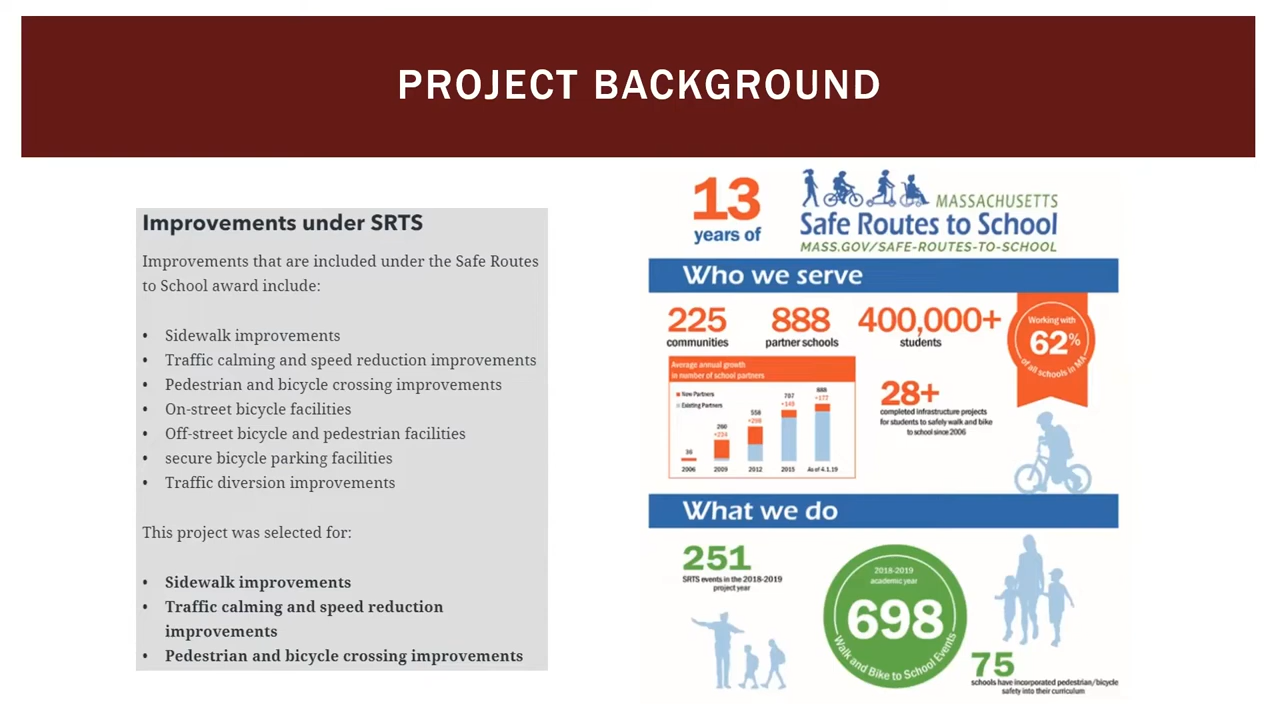 PROJECT BACKGROUND
Improvements under SRTS
Improvements that are included under the Safe Routes
to School award include:
• Sidewalk improvements
• Traffic calming and speed reduction improvements
• Pedestrian and bicycle crossing improvements
• On-street bicycle facilities
• Off-street bicycle and pedestrian facilities
• secure bicycle parking facilities
• Traffic diversion improvements
This project was selected for:
• Sidewalk improvements
• Traffic calming and speed reduction
improvements
• Pedestrian and bicycle crossing improvements
13
years of
MASSACHUSETTS
Safe Routes to School
MASS.GOV/SAFE-ROUTES-TO-SCHOOL
Who we serve
225
communities
888
partner schools
400,000+
students
Working with
62%
of all schools in MA
Average annual growth
in number of school partners
New Partners
Existing Partners
36
260
+224
558
+298
707
+149
888
+177
2006
2009
2012
2015
As of 4.1.19
28+
completed infrastructure projects
for students to safely walk and bike
to school since 2006
What we do
251
SRTS events in the 2018-2019
project year
2018-2019
academic year
698
Walk and Bike to School Events
75
schools have incorporated pedestrian/bicycle
safety into their curriculum